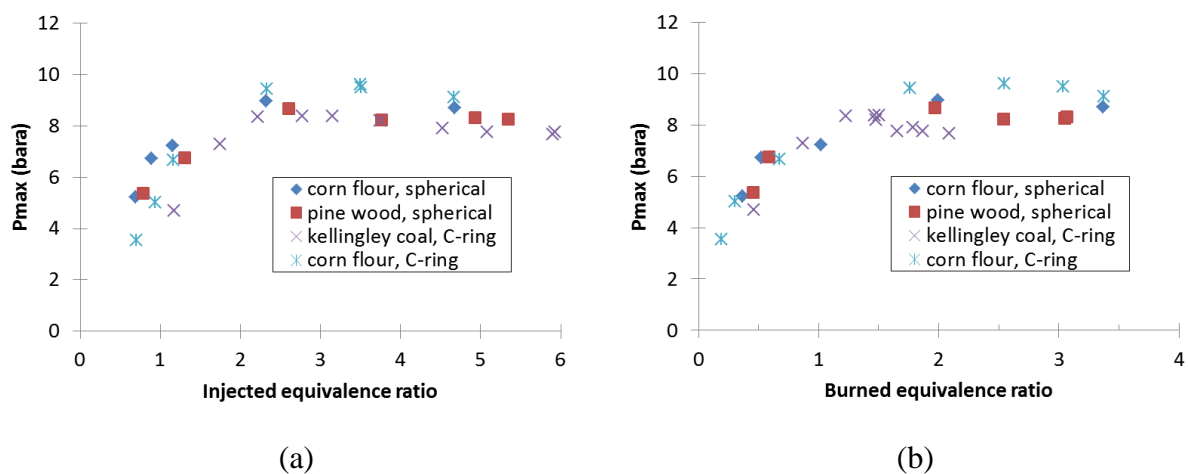 12
10
8
6
4
2
0
0 1 2 3 4 5 6
Pmax (bara)
Injected equivalence ratio
corn flour, spherical
pine wood, spherical
kellingley coal, C-ring
corn flour, C-ring
(a)
12
10
8
6
4
2
0
0 1 2 3 4
Pmax (bara)
Burned equivalence ratio
corn flour, spherical
pine wood, spherical
kellingley coal, C-ring
corn flour, C-ring
(b)